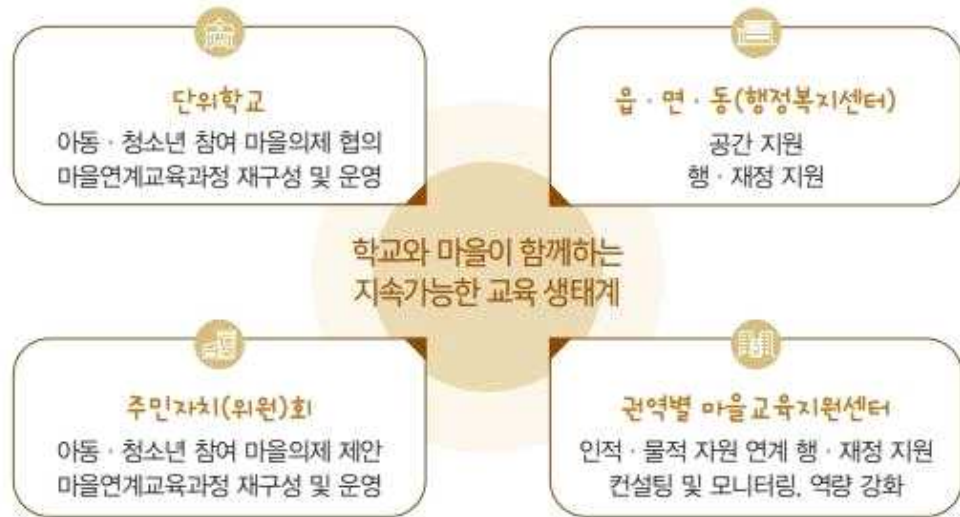 단위학교
아동 · 청소년 참여 마을의제 협의
마을연계교육과정 재구성 및 운영
읍 · 면 · 동(행정복지센터)
공간 지원
행 · 재정 지원
학교와 마을이 함께하는
지속가능한 교육 생태계
주민자치(위원)회
아동 · 청소년 참여 마을의제 제안
마을연계교육과정 재구성 및 운영
권역별 마을교육지원센터
인적 · 물적 자원 연계 행 · 재정 지원
컨설팅 및 모니터링, 역량 강화